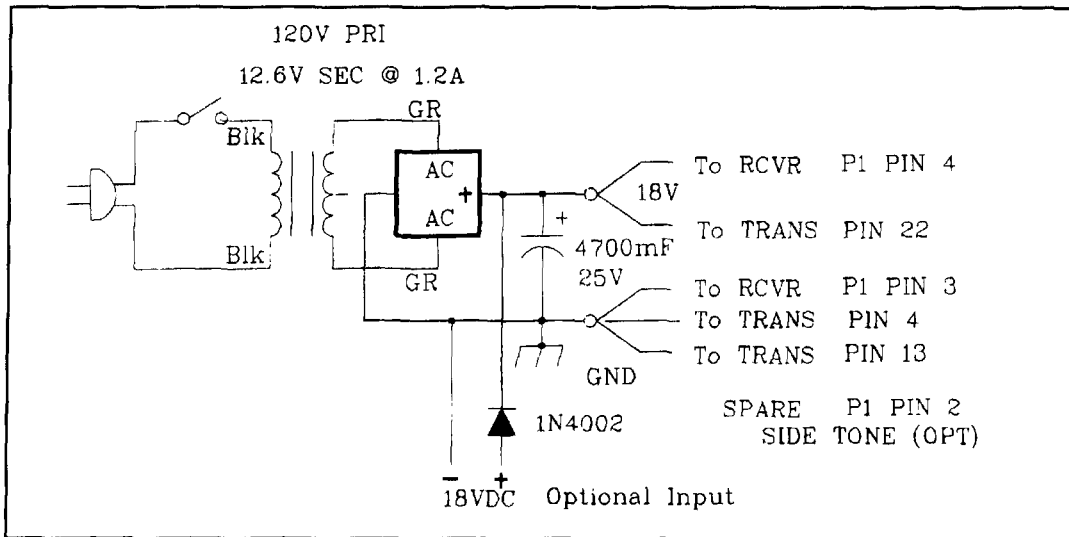 120V PRI
12.6V SEC @ 1.2A
GR
Blk
AC
+
AC
Blk
GR
18V
+
4700mF
25V
To RCVR P1 PIN 4
To TRANS PIN 22
To RCVR P1 PIN 3
To TRANS PIN 4
To TRANS PIN 13
GND
SPARE P1 PIN 2
SIDE TONE (OPT)
1N4002
- +
18VDC Optional Input